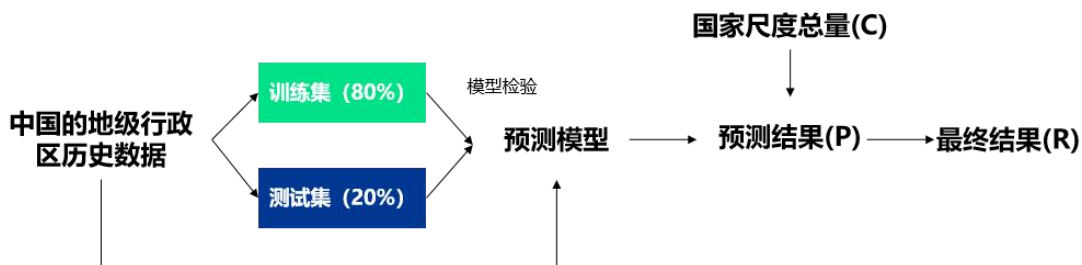 国家尺度总量(C)
训练集（80%）
模型检验
中国的地级行政
区历史数据
预测模型
预测结果(P)
最终结果(R)
测试集（20%）